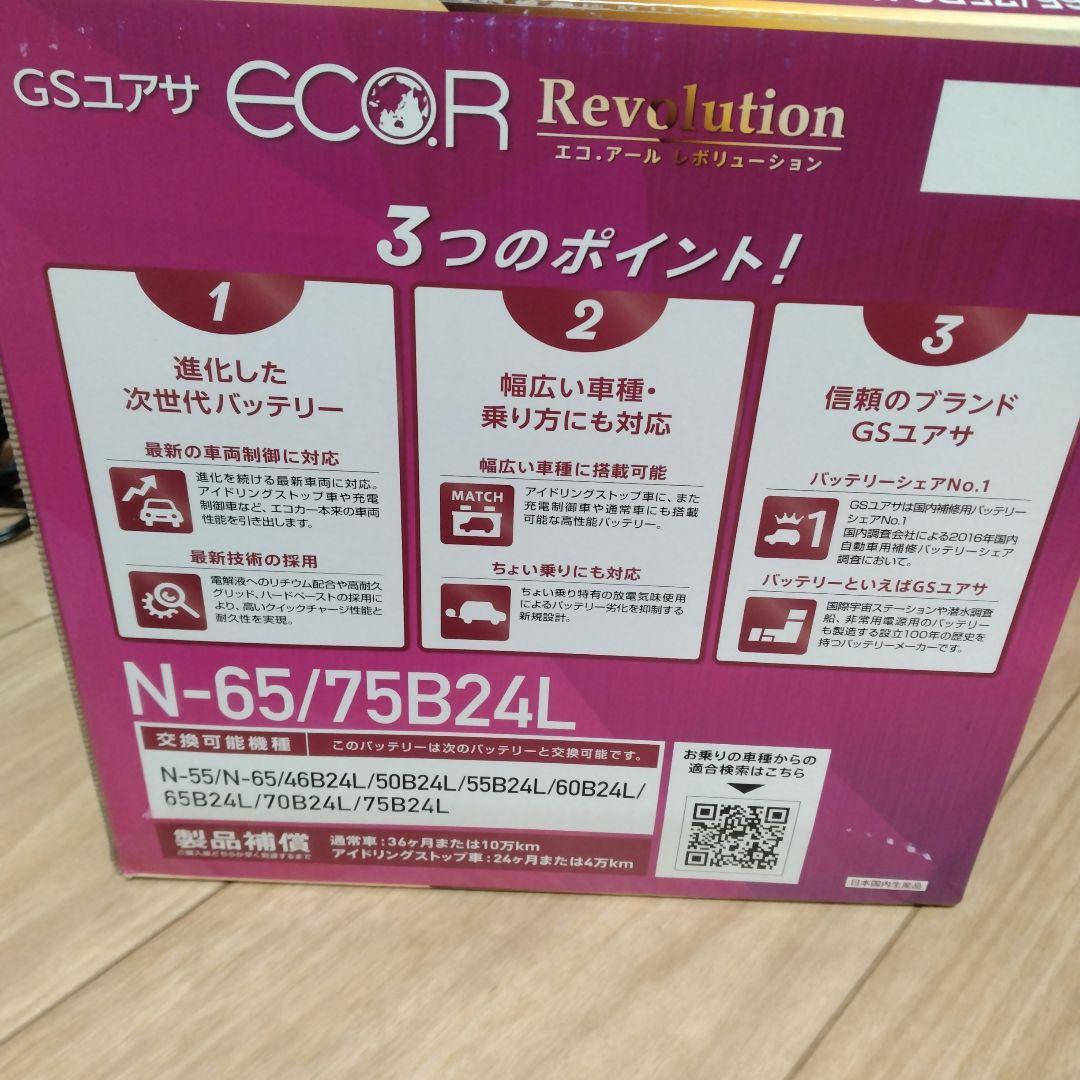 GSユアサ ECO.R Revolution
エコ.アール レボリューション
3つのポイント!
1
進化した
次世代バッテリー
最新の車両制御に対応
進化を続ける最新車両に対応。
アイドリングストップ車や充電
制御車など、エコカー本来の車両
性能を引き出します。
最新技術の採用
電解液へのリチウム配合や高耐久
グリッド、ハードペーストの採用に
より、高いクイックチャージ性能と
耐久性を実現。
2
幅広い車種・
乗り方にも対応
幅広い車種に搭載可能
MATCH
アイドリングストップ車に、また
充電制御車や通常車にも搭載
可能な高性能バッテリー。
ちょい乗りにも対応
ちょい乗り特有の放電気味使用
によるバッテリー劣化を抑制する
新規設計。
3
信頼のブランド
GSユアサ
バッテリーシェアNo.1
1
GSユアサは国内補修用バッテリー
シェアNo.1
国内調査会社による2016年国内
自動車用補修バッテリーシェア
調査において。
バッテリーといえばGSユアサ
国際宇宙ステーションや潜水調査
船、非常用電源用のバッテリー
も製造する設立100年の歴史を
持つバッテリーメーカーです。
N-65/75B24L
交換可能機種 このバッテリーは次のバッテリーと交換可能です。
N-55/N-65/46B24L/50B24L/55B24L/60B24L/
65B24L/70B24L/75B24L
製品補償
ご購入後どちらか早く到達するまで
通常車:36ヶ月または10万km
アイドリングストップ車:24ヶ月または4万km
お乗りの車種からの
適合検索はこちら
日本国内生産品